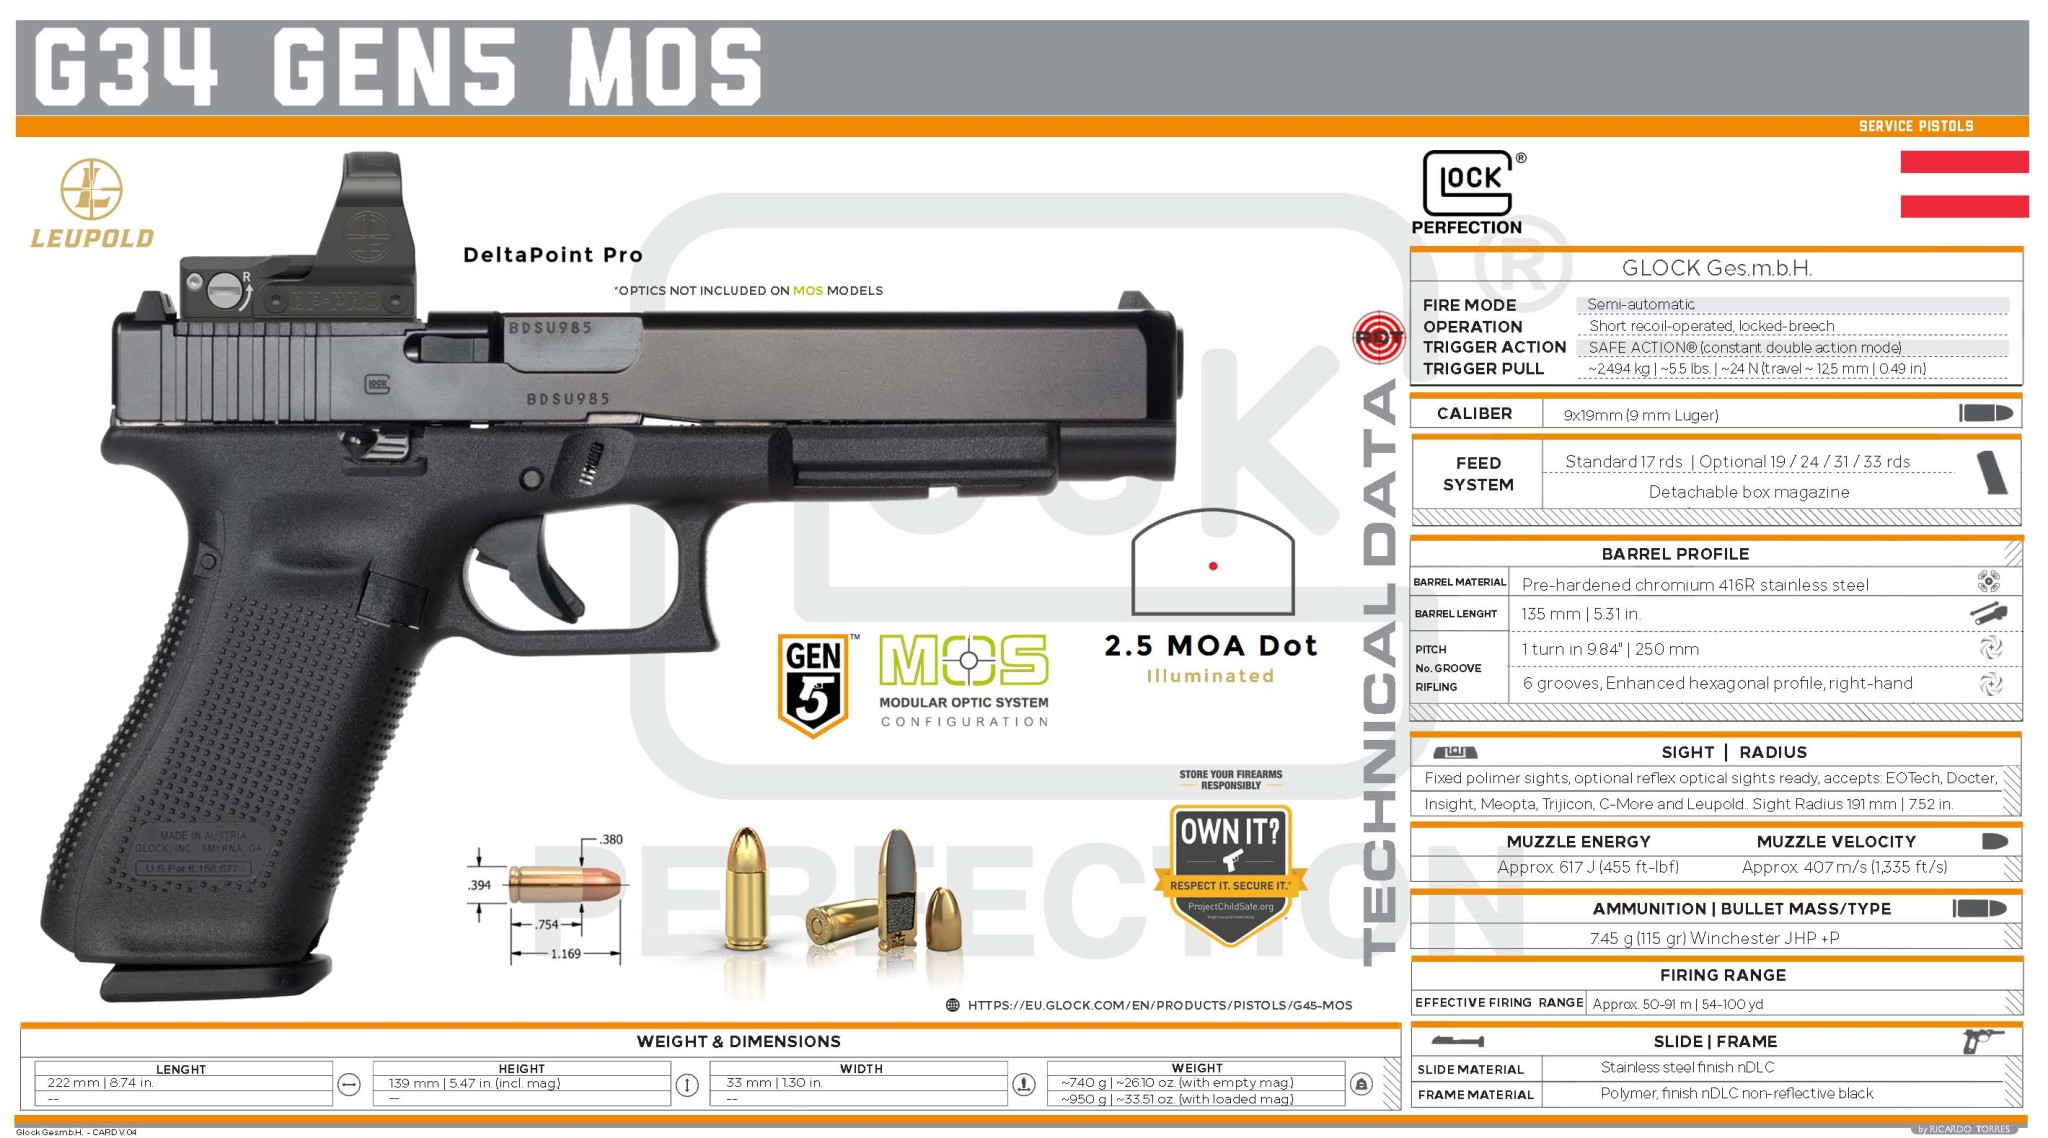 G34 GEN5 MOS
SERVICE PISTOLS
LEUPOLD
DeltaPoint Pro
*OPTICS NOT INCLUDED ON MOS MODELS
R
DP-PRO
BDSU985
GLOCK
BDSU985
MADE IN AUSTRIA
GLOCK, INC. SMYRNA, GA.
U.S.Pat.6,156,677
GEN
5
™
MOS
MODULAR OPTIC SYSTEM
CONFIGURATION
2.5 MOA Dot
Illuminated
STORE YOUR FIREARMS
RESPONSIBLY
OWN IT?
RESPECT IT. SECURE IT.
ProjectChildSafe.org
.380
.394
.754
1.169
HTTPS://EU.GLOCK.COM/EN/PRODUCTS/PISTOLS/G45-MOS
GLOCK ®
PERFECTION
RDT
TECHNICAL DATA
GLOCK®
PERFECTION
GLOCK Ges.m.b.H.
FIRE MODE Semi-automatic
OPERATION Short recoil-operated, locked-breech
TRIGGER ACTION SAFE ACTION® (constant double action mode)
TRIGGER PULL ~2,494 kg | ~5.5 lbs. | ~24 N (travel ~ 12,5 mm | 0.49 in)
CALIBER 9x19mm (9 mm Luger)
FEED SYSTEM
Standard 17 rds | Optional 19 / 24 / 31 / 33 rds
Detachable box magazine
BARREL PROFILE
BARREL MATERIAL Pre-hardened chromium 416R stainless steel
BARREL LENGHT 135 mm | 5.31 in.
PITCH 1 turn in 9.84" | 250 mm
No. GROOVE
RIFLING 6 grooves, Enhanced hexagonal profile, right-hand
SIGHT | RADIUS
Fixed polimer sights, optional reflex optical sights ready, accepts: EOTech, Docter,
Insight, Meopta, Trijicon, C-More and Leupold.. Sight Radius 191 mm | 7.52 in.
MUZZLE ENERGY MUZZLE VELOCITY
Approx. 617 J (455 ft-lbf) Approx. 407 m/s (1,335 ft/s)
AMMUNITION | BULLET MASS/TYPE
7.45 g (115 gr) Winchester JHP +P
FIRING RANGE
EFFECTIVE FIRING RANGE Approx. 50-91 m | 54-100 yd
SLIDE | FRAME
SLIDE MATERIAL Stainless steel finish nDLC
FRAME MATERIAL Polymer, finish nDLC non-reflective black
WEIGHT & DIMENSIONS
LENGHT HEIGHT WIDTH WEIGHT
222 mm | 8.74 in. 139 mm | 5.47 in. (incl. mag.) 33 mm | 1.30 in. ~740 g | ~26.10 oz. (with empty mag.)
-- -- -- ~950 g | ~33.51 oz. (with loaded mag.)
Glock Ges.m.b.H. - CARD V.04
by RICARDO TORRES